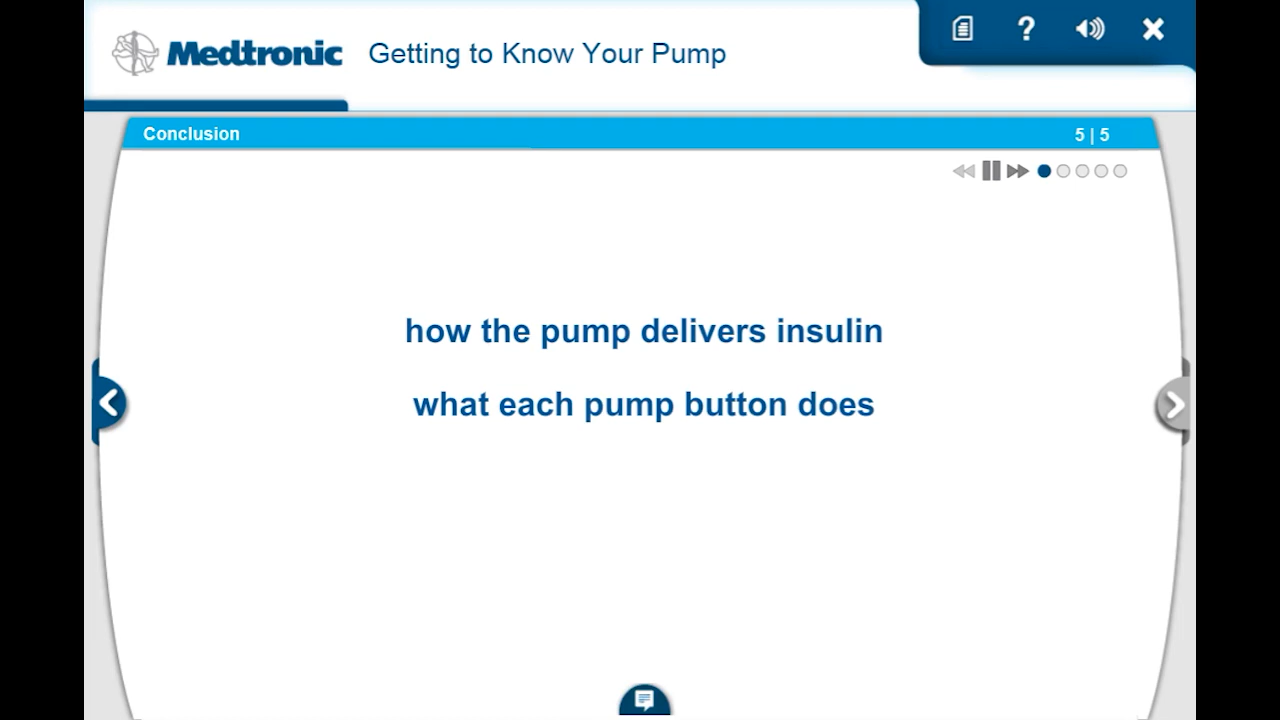 Medtronic
Getting to Know Your Pump
?
Conclusion
5 | 5
how the pump delivers insulin
what each pump button does